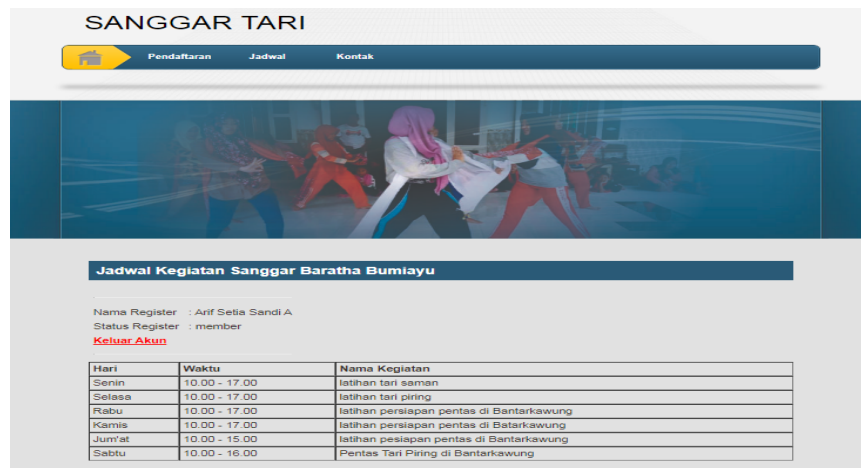 SANGGAR TARI
Pendaftaran Jadwal Kontak
Jadwal Kegiatan Sanggar Baratha Bumiayu
Nama Register : Arif Setia Sandi A
Status Register : member
Keluar Akun
Hari Waktu Nama Kegiatan
Senin 10.00 - 17.00 latihan tari saman
Selasa 10.00 - 17.00 latihan tari piring
Rabu 10.00 - 17.00 latihan persiapan pentas di Bantarkawung
Kamis 10.00 - 17.00 latihan persiapan pentas di Batarkawung
Jum'at 10.00 - 15.00 latihan pesiapan pentas di Bantarkawung
Sabtu 10.00 - 16.00 Pentas Tari Piring di Bantarkawung